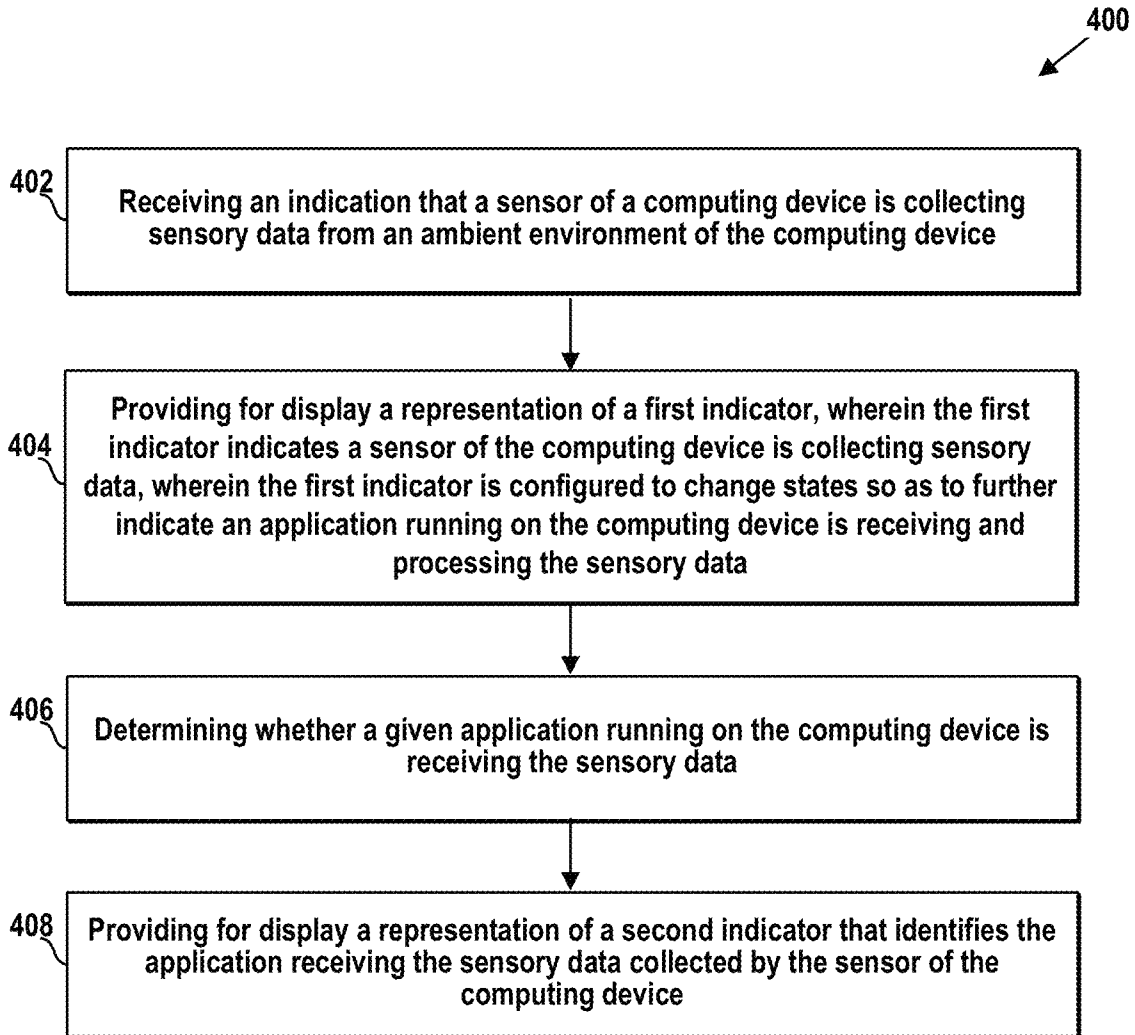 400
402
Receiving an indication that a sensor of a computing device is collecting
sensory data from an ambient environment of the computing device
404
Providing for display a representation of a first indicator, wherein the first
indicator indicates a sensor of the computing device is collecting sensory
data, wherein the first indicator is configured to change states so as to further
indicate an application running on the computing device is receiving and
processing the sensory data
406
Determining whether a given application running on the computing device is
receiving the sensory data
408
Providing for display a representation of a second indicator that identifies the
application receiving the sensory data collected by the sensor of the
computing device